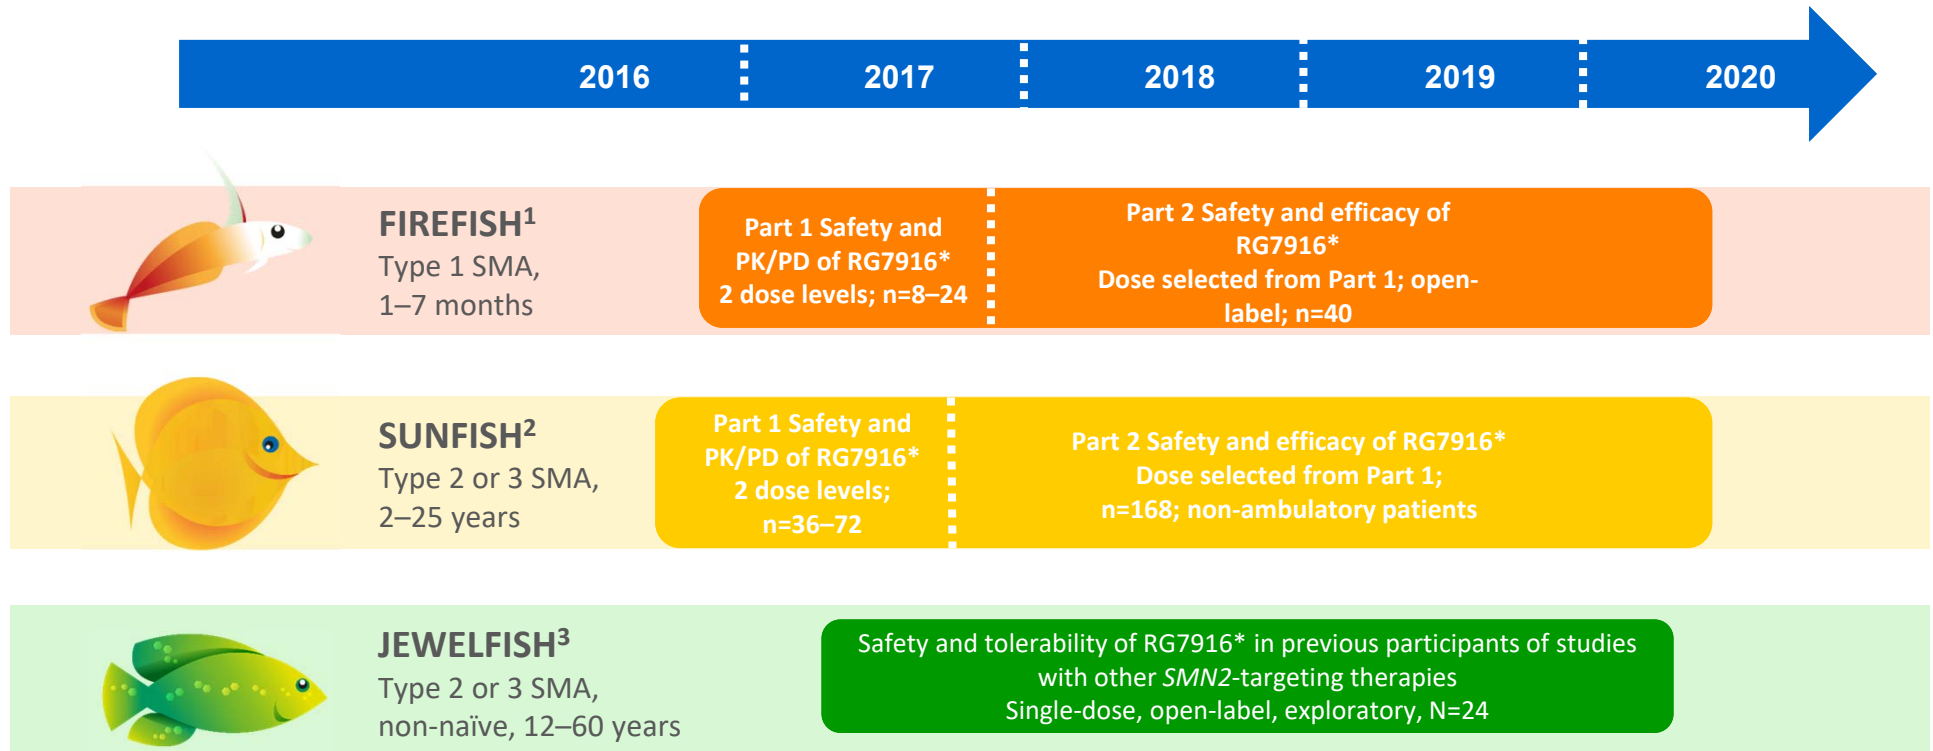 2016 2017 2018 2019 2020
FIREFISH¹
Type 1 SMA,
1–7 months
Part 1 Safety and
PK/PD of RG7916*
2 dose levels; n=8–24
Part 2 Safety and efficacy of
RG7916*
Dose selected from Part 1; open-
label; n=40
SUNFISH²
Type 2 or 3 SMA,
2–25 years
Part 1 Safety and
PK/PD of RG7916*
2 dose levels;
n=36–72
Part 2 Safety and efficacy of RG7916*
Dose selected from Part 1;
n=168; non-ambulatory patients
JEWELFISH³
Type 2 or 3 SMA,
non-naïve, 12–60 years
Safety and tolerability of RG7916* in previous participants of studies
with other SMN2-targeting therapies
Single-dose, open-label, exploratory, N=24